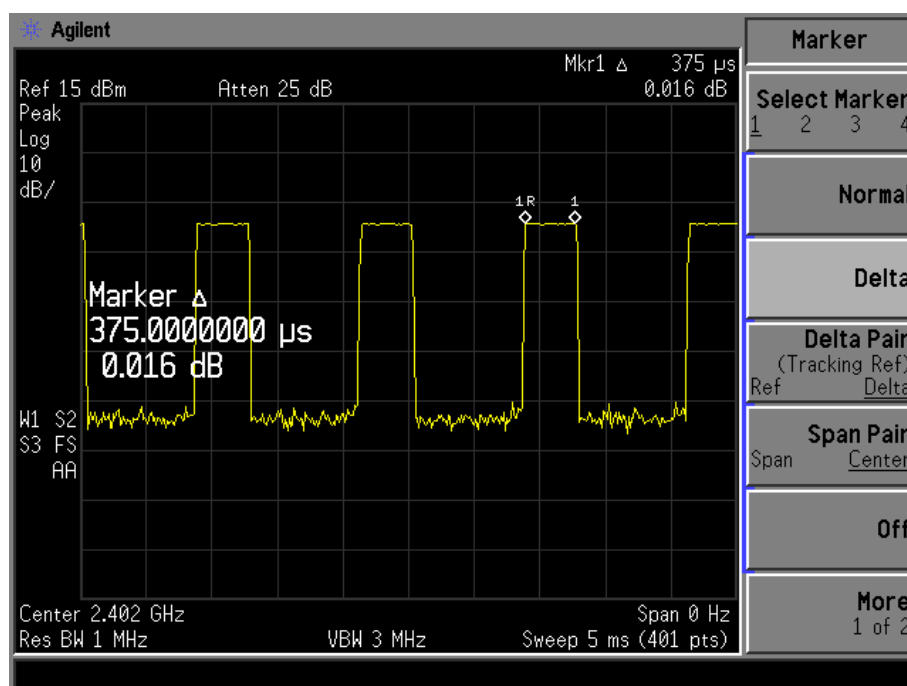 Agilent
Marker
Mkr1 Δ 375 µs
Ref 15 dBm Atten 25 dB 0.016 dB
Peak
Log
10
dB/
1R 1
Marker Δ
375.0000000 µs
0.016 dB
W1 S2
S3 FS
AA
Center 2.402 GHz Span 0 Hz
Res BW 1 MHz VBW 3 MHz Sweep 5 ms (401 pts)
Select Marker
1 2 3 4
Normal
Delta
Delta Pair
(Tracking Ref)
Ref Delta
Span Pair
Span Center
Off
More
1 of 2